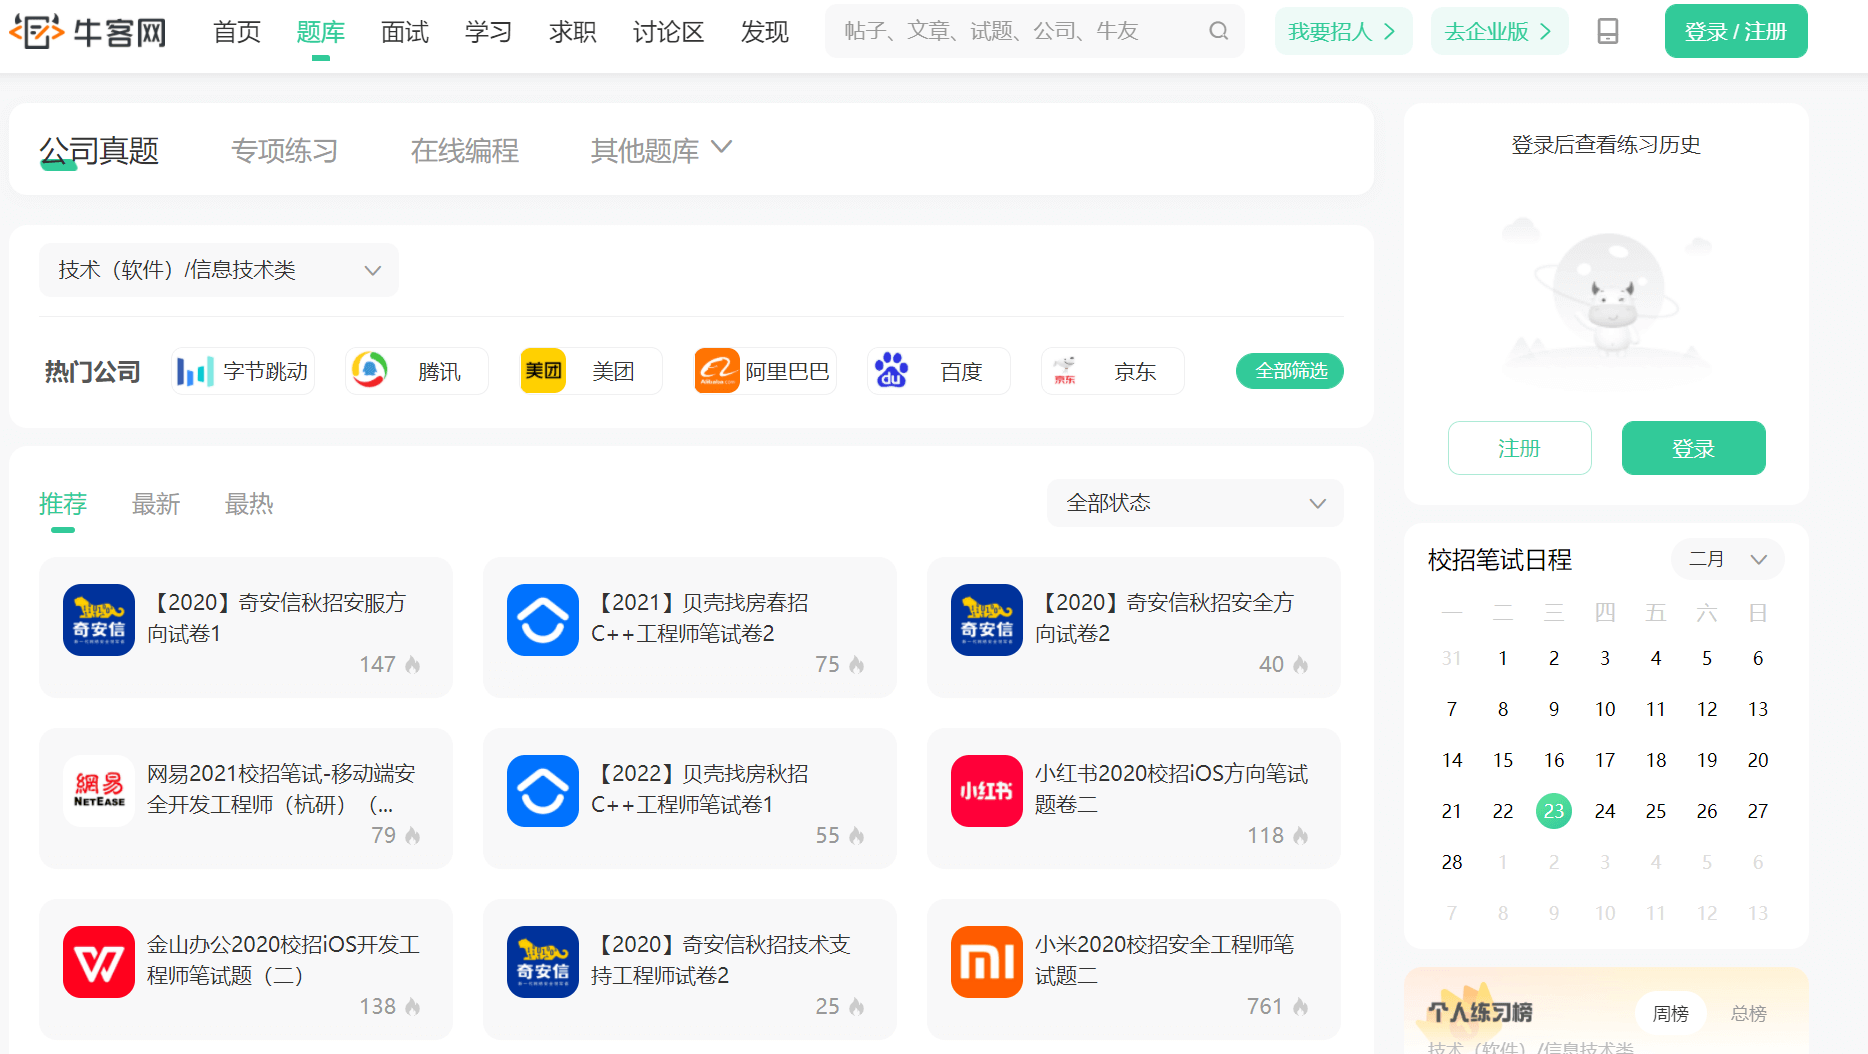 牛客网 首页 题库 面试 学习 求职 讨论区 发现 帖子、文章、试题、公司、牛友 我要招人 去企业版 登录 / 注册
公司真题 专项练习 在线编程 其他题库
技术（软件）/信息技术类
热门公司 字节跳动 腾讯 美团 美团 阿里巴巴 du 百度 京东 京东 全部筛选
推荐 最新 最热 全部状态
奇安信
【2020】奇安信秋招安服方
向试卷1
147
【2021】贝壳找房春招
C++工程师笔试卷2
75
奇安信
【2020】奇安信秋招安全方
向试卷2
40
網易
NETEASE
网易2021校招笔试-移动端安
全开发工程师（杭研）（...
79
【2022】贝壳找房秋招
C++工程师笔试卷1
55
小红书
小红书2020校招iOS方向笔试
题卷二
118
金山办公2020校招iOS开发工
程师笔试题（二）
138
奇安信
【2020】奇安信秋招技术支
持工程师试卷2
25
小米2020校招安全工程师笔
试题二
761
登录后查看练习历史
注册 登录
校招笔试日程 二月
一 二 三 四 五 六 日
31 1 2 3 4 5 6
7 8 9 10 11 12 13
14 15 16 17 18 19 20
21 22 23 24 25 26 27
28 1 2 3 4 5 6
7 8 9 10 11 12 13
个人练习榜 周榜 总榜
技术（软件）/信息技术类